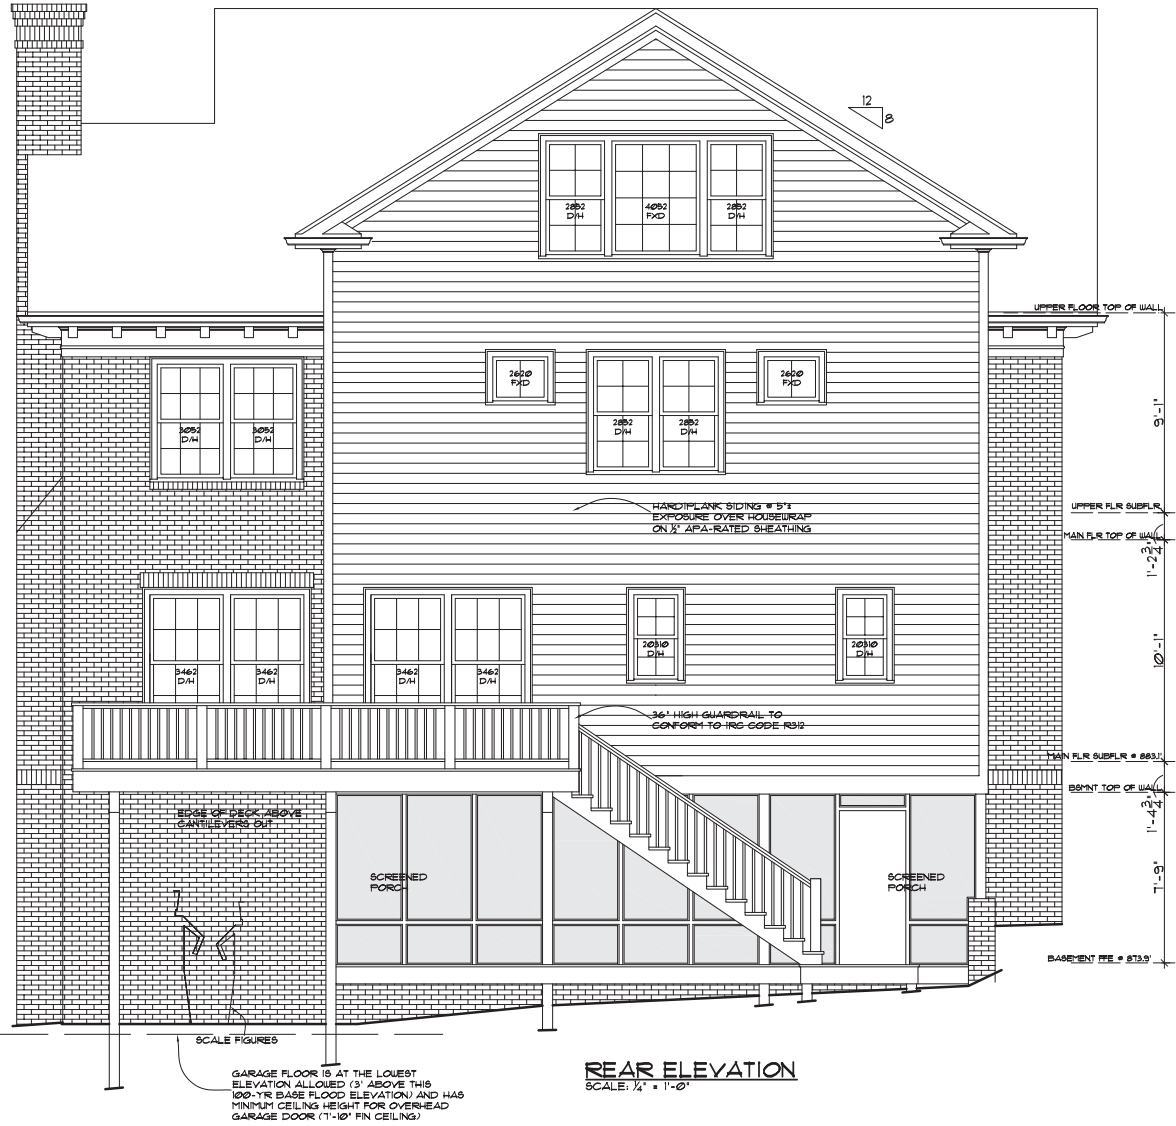 12
8
2852
D/H
4052
FXD
2852
D/H
UPPER FLOOR TOP OF WALL
2620
FXD
2620
FXD
3052
D/H
3052
D/H
2852
D/H
2852
D/H
9'-1"
HARDIPLANK SIDING @ 5"±
EXPOSURE OVER HOUSEWRAP
ON ½" APA-RATED SHEATHING
UPPER FLR SUBFLR
MAIN FLR TOP OF WALL
1'-2¾"
20310
D/H
20310
D/H
3462
D/H
3462
D/H
3462
D/H
3462
D/H
10'-1"
36" HIGH GUARDRAIL TO
CONFORM TO IRC CODE R312
MAIN FLR SUBFLR @ 883.1'
BSMNT TOP OF WALL
1'-4¾"
EDGE OF DECK ABOVE
CANTILEVERS OUT
SCREENED
PORCH
SCREENED
PORCH
7'-9"
BASEMENT FFE @ 873.9'
SCALE FIGURES
GARAGE FLOOR IS AT THE LOWEST
ELEVATION ALLOWED (3' ABOVE THIS
100-YR BASE FLOOD ELEVATION) AND HAS
MINIMUM CEILING HEIGHT FOR OVERHEAD
GARAGE DOOR (7'-10" FIN CEILING)
REAR ELEVATION
SCALE: ¼" = 1'-0"